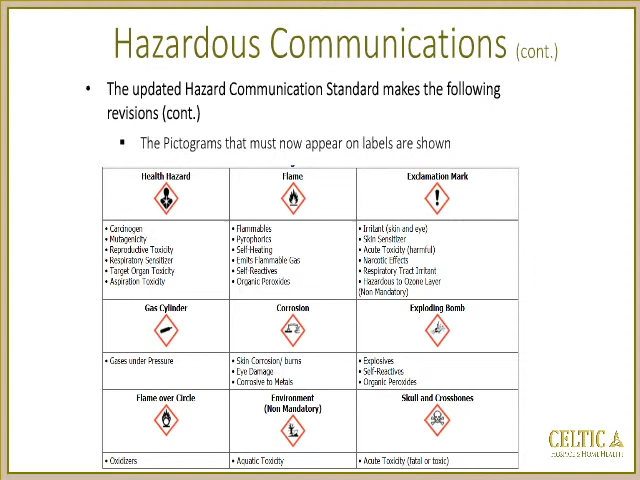 Hazardous Communications (cont.)
• The updated Hazard Communication Standard makes the following
revisions (cont.)
▪ The Pictograms that must now appear on labels are shown
Health Hazard
Flame
Exclamation Mark
• Carcinogen
• Mutagenicity
• Reproductive Toxicity
• Respiratory Sensitizer
• Target Organ Toxicity
• Aspiration Toxicity
• Flammables
• Pyrophorics
• Self-Heating
• Emits Flammable Gas
• Self-Reactives
• Organic Peroxides
• Irritant (skin and eye)
• Skin Sensitizer
• Acute Toxicity (harmful)
• Narcotic Effects
• Respiratory Tract Irritant
• Hazardous to Ozone Layer
(Non Mandatory)
Gas Cylinder
Corrosion
Exploding Bomb
• Gases under Pressure
• Skin Corrosion/ burns
• Eye Damage
• Corrosive to Metals
• Explosives
• Self-Reactives
• Organic Peroxides
Flame over Circle
Environment
(Non Mandatory)
Skull and Crossbones
• Oxidizers
• Aquatic Toxicity
• Acute Toxicity (fatal or toxic)
CELTIC
HOSPICE & HOME HEALTH